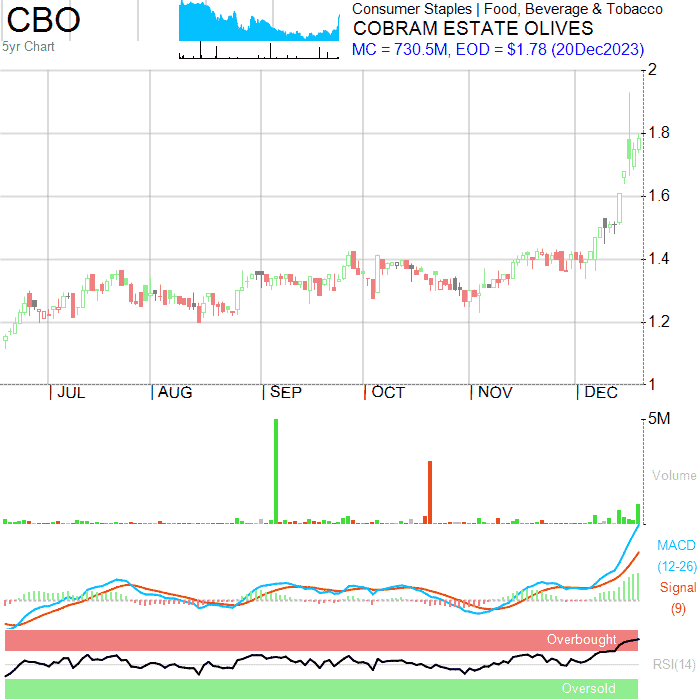 CBO
5yr Chart
Consumer Staples | Food, Beverage & Tobacco
COBRAM ESTATE OLIVES
MC = 730.5M, EOD = $1.78 (20Dec2023)
2
1.8
1.6
1.4
1.2
1
JUL AUG SEP OCT NOV DEC
5M
Volume
MACD
(12-26)
Signal
(9)
Overbought
RSI(14)
Oversold